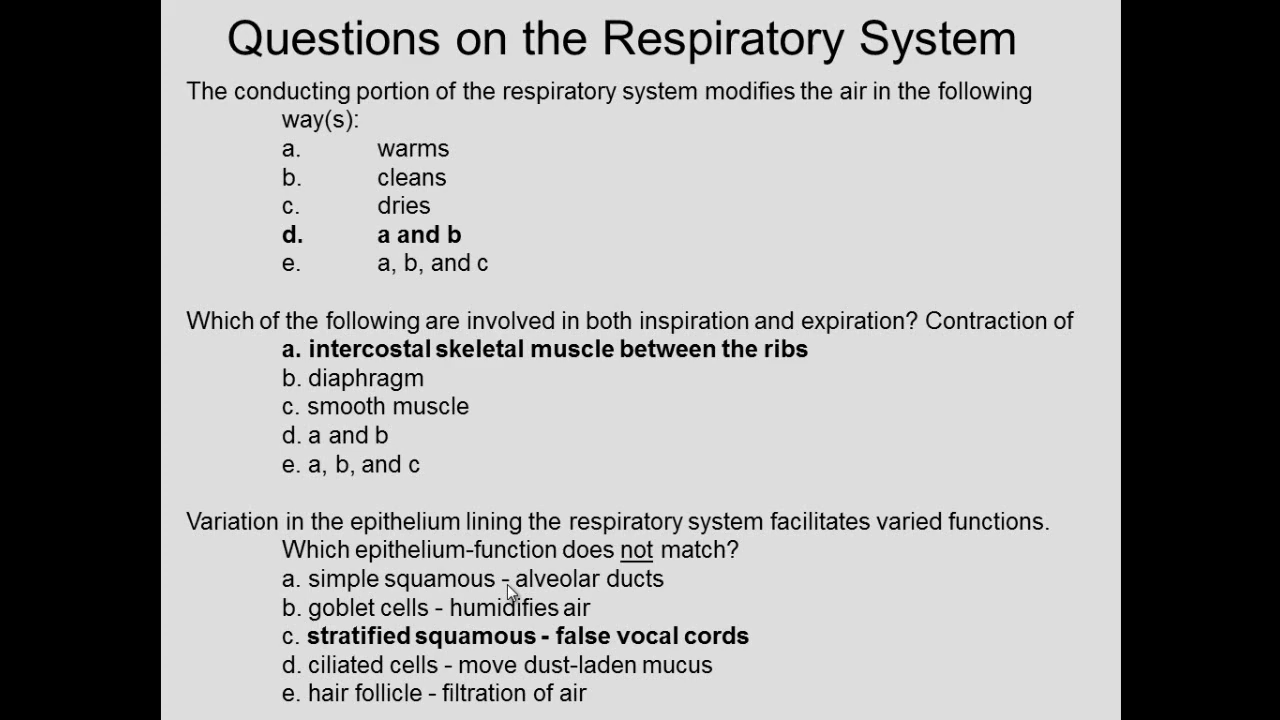 Questions on the Respiratory System
The conducting portion of the respiratory system modifies the air in the following
way(s):
a. warms
b. cleans
c. dries
d. a and b
e. a, b, and c
Which of the following are involved in both inspiration and expiration? Contraction of
a. intercostal skeletal muscle between the ribs
b. diaphragm
c. smooth muscle
d. a and b
e. a, b, and c
Variation in the epithelium lining the respiratory system facilitates varied functions.
Which epithelium-function does not match?
a. simple squamous - alveolar ducts
b. goblet cells - humidifies air
c. stratified squamous - false vocal cords
d. ciliated cells - move dust-laden mucus
e. hair follicle - filtration of air